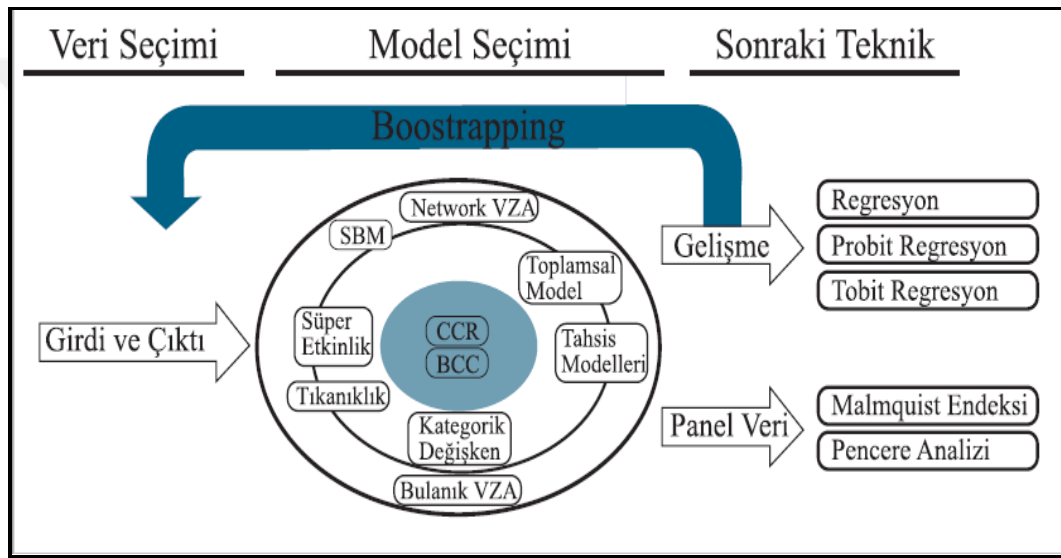 Veri Seçimi
Model Seçimi
Sonraki Teknik
Boostrapping
Network VZA
SBM
Toplamsal
Model
Süper
Etkinlik
CCR
BCC
Tahsis
Modelleri
Tıkanıklık
Kategorik
Değişken
Bulanık VZA
Girdi ve Çıktı
Gelişme
Regresyon
Probit Regresyon
Tobit Regresyon
Panel Veri
Malmquist Endeksi
Pencere Analizi